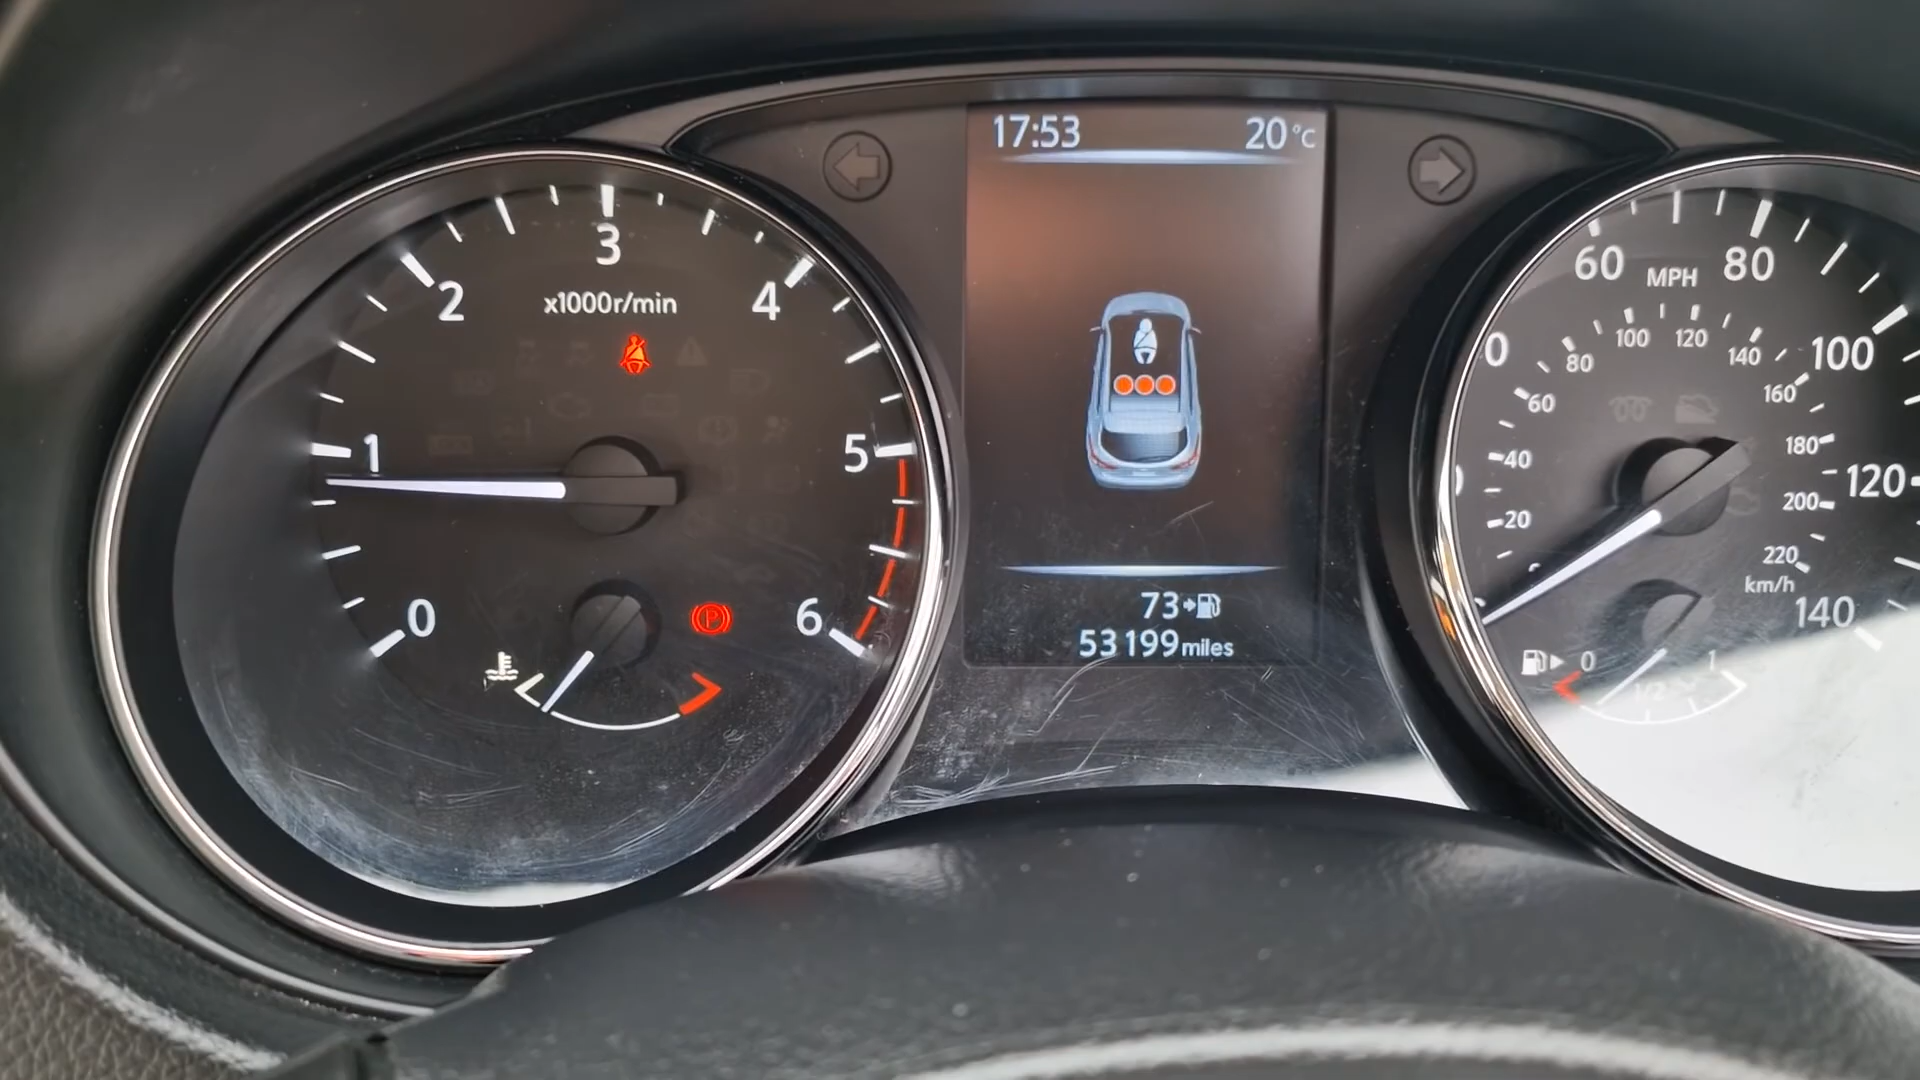 17:53 20°C
3
2 4
x1000r/min
1 5
0 6
P
73
53199 miles
60 MPH 80
100 120
80 140
100
60 160
40 180
120
20 200
220
km/h
140
0 1
1/2